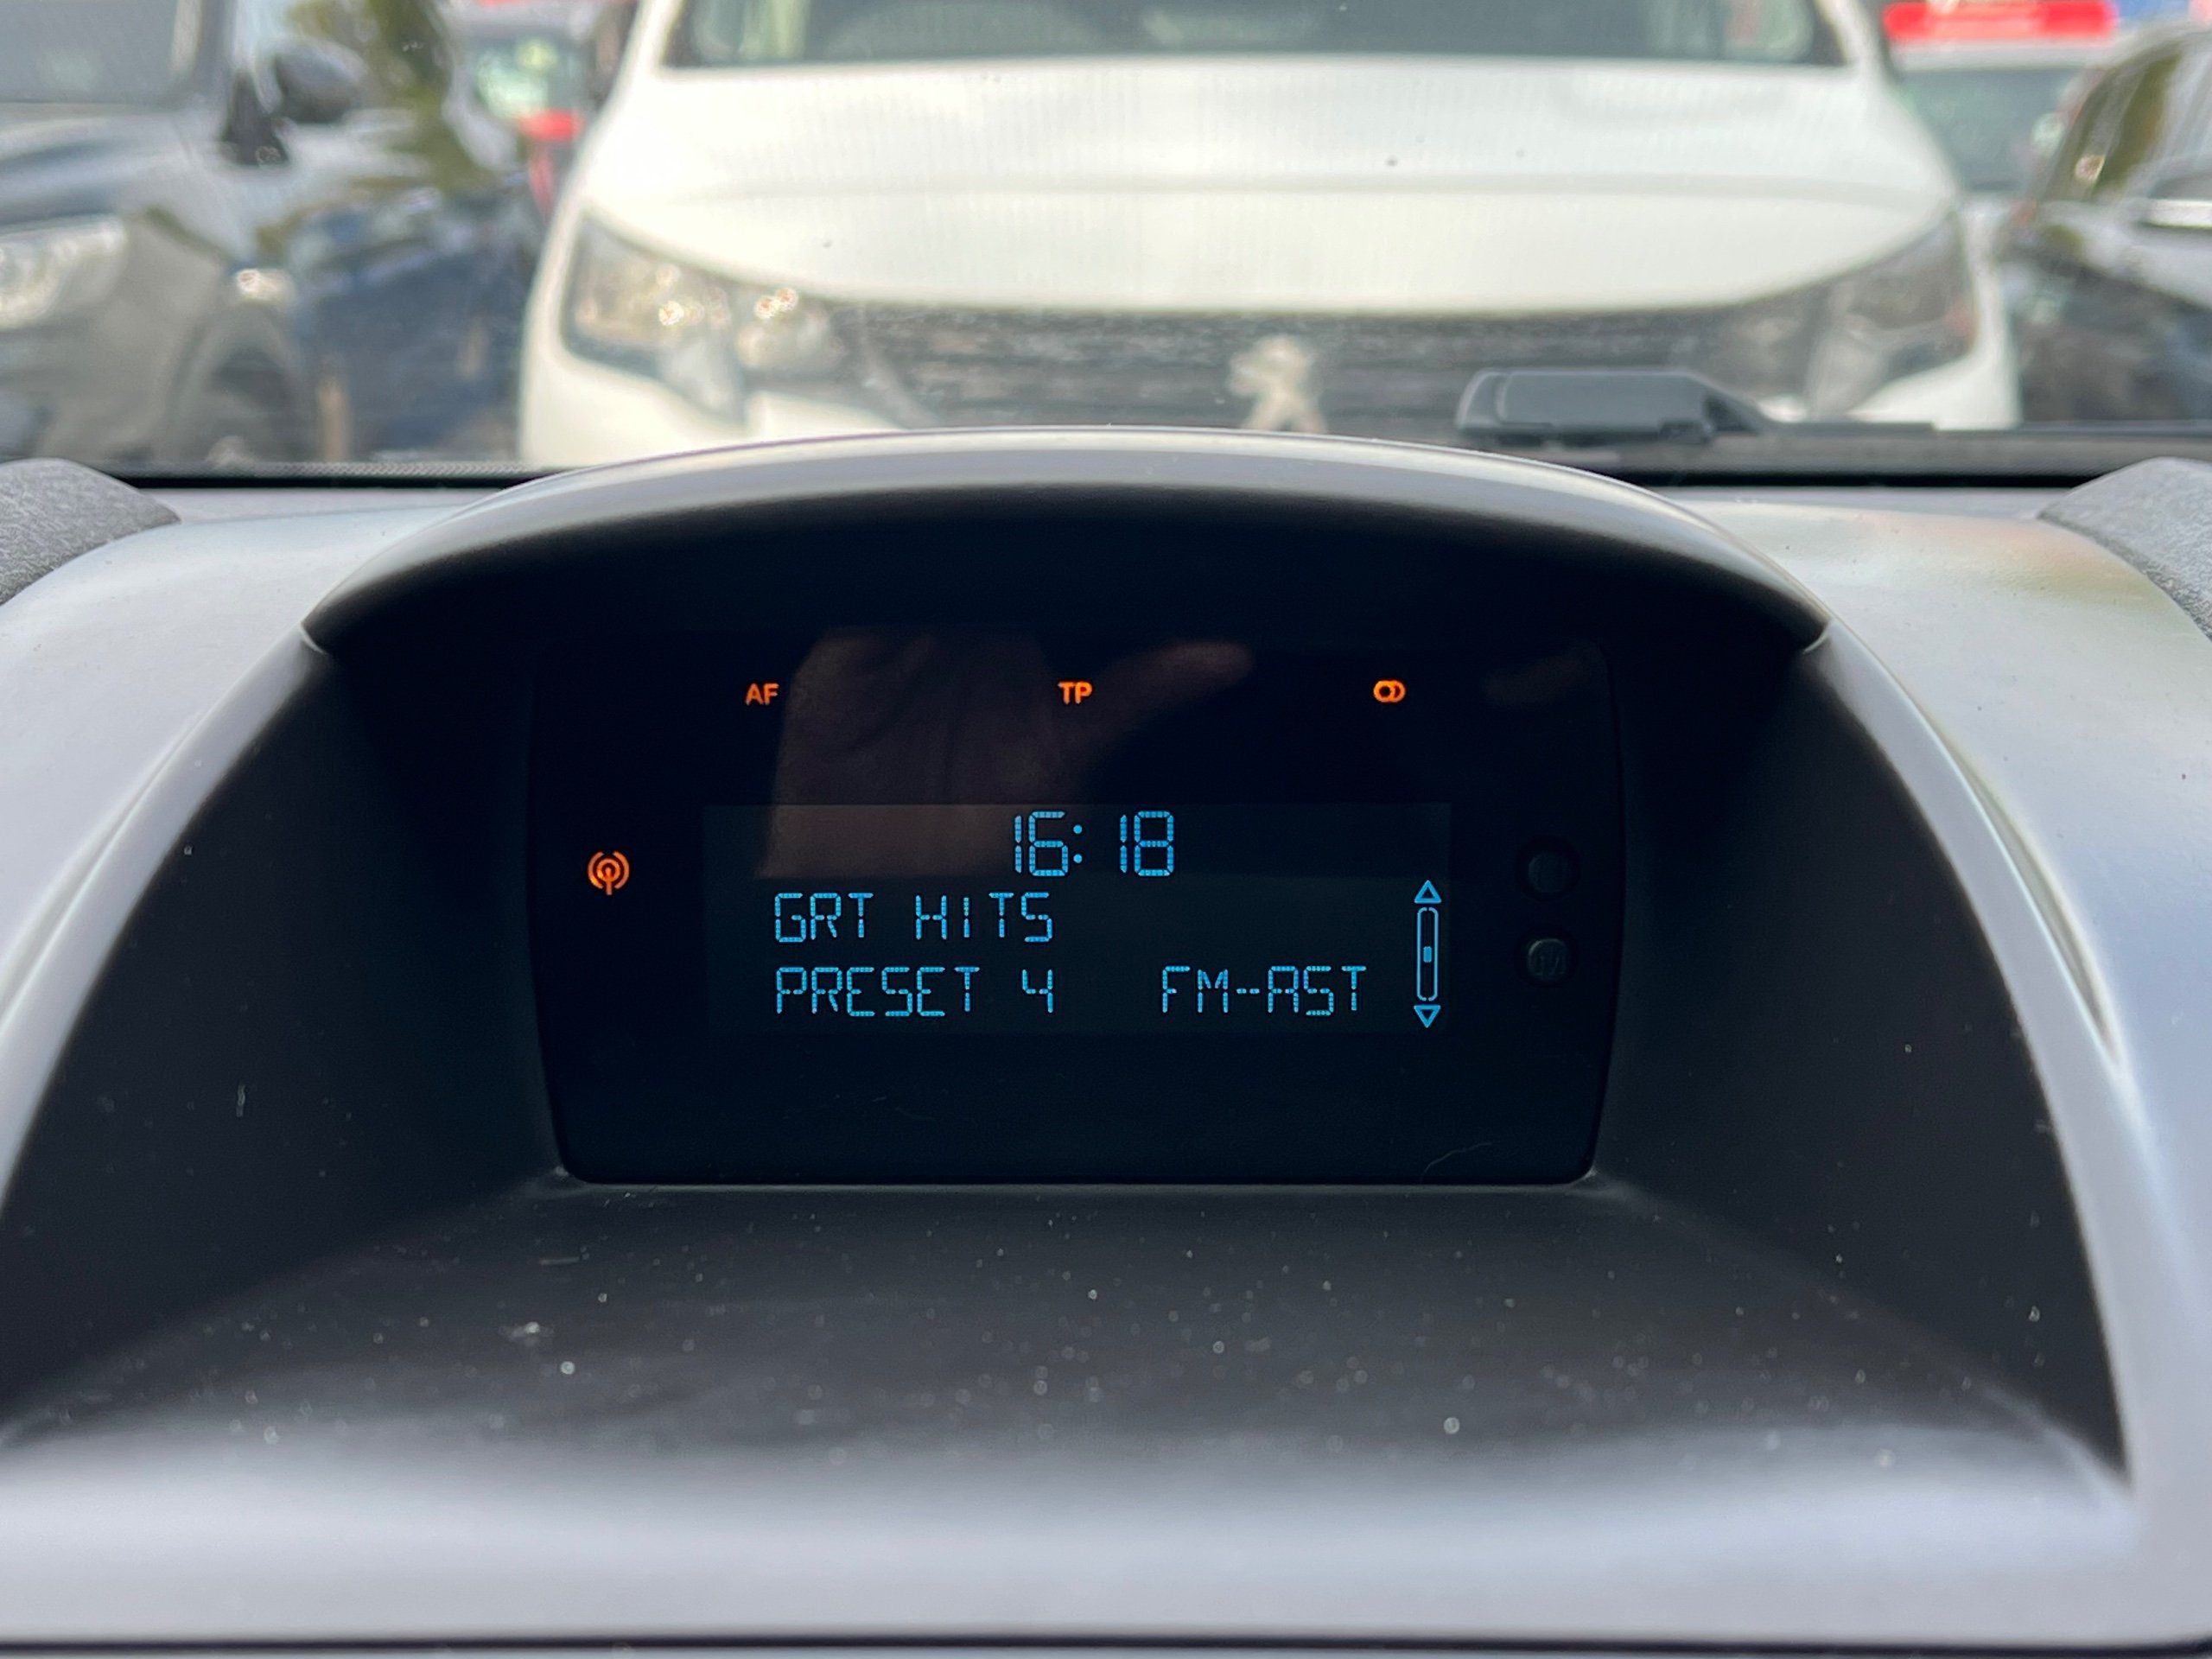 AF TP
16:18
GRT HITS
PRESET 4 FM-AST